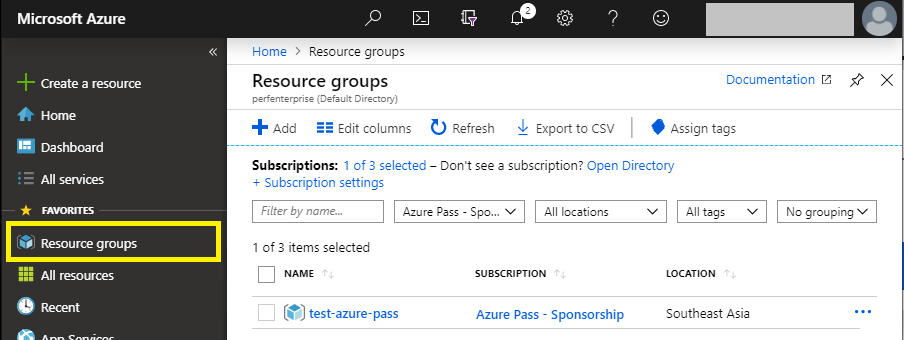 Microsoft Azure
2
?
«
Create a resource
Home
Dashboard
All services
FAVORITES
Resource groups
All resources
Recent
App Services
Home > Resource groups
Resource groups
perfenterprise (Default Directory)
Documentation
Add Edit columns Refresh Export to CSV Assign tags
Subscriptions: 1 of 3 selected – Don't see a subscription? Open Directory
+ Subscription settings
Filter by name... Azure Pass - Spo... All locations All tags No grouping
1 of 3 items selected
NAME SUBSCRIPTION LOCATION
test-azure-pass Azure Pass - Sponsorship Southeast Asia ...